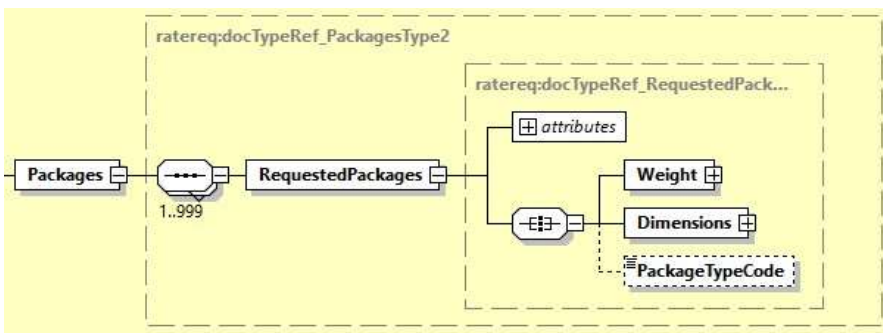 ratereq:docTypeRef_PackagesType2
ratereq:docTypeRef_RequestedPack...
attributes
Packages
RequestedPackages
Weight
1..999
Dimensions
PackageTypeCode